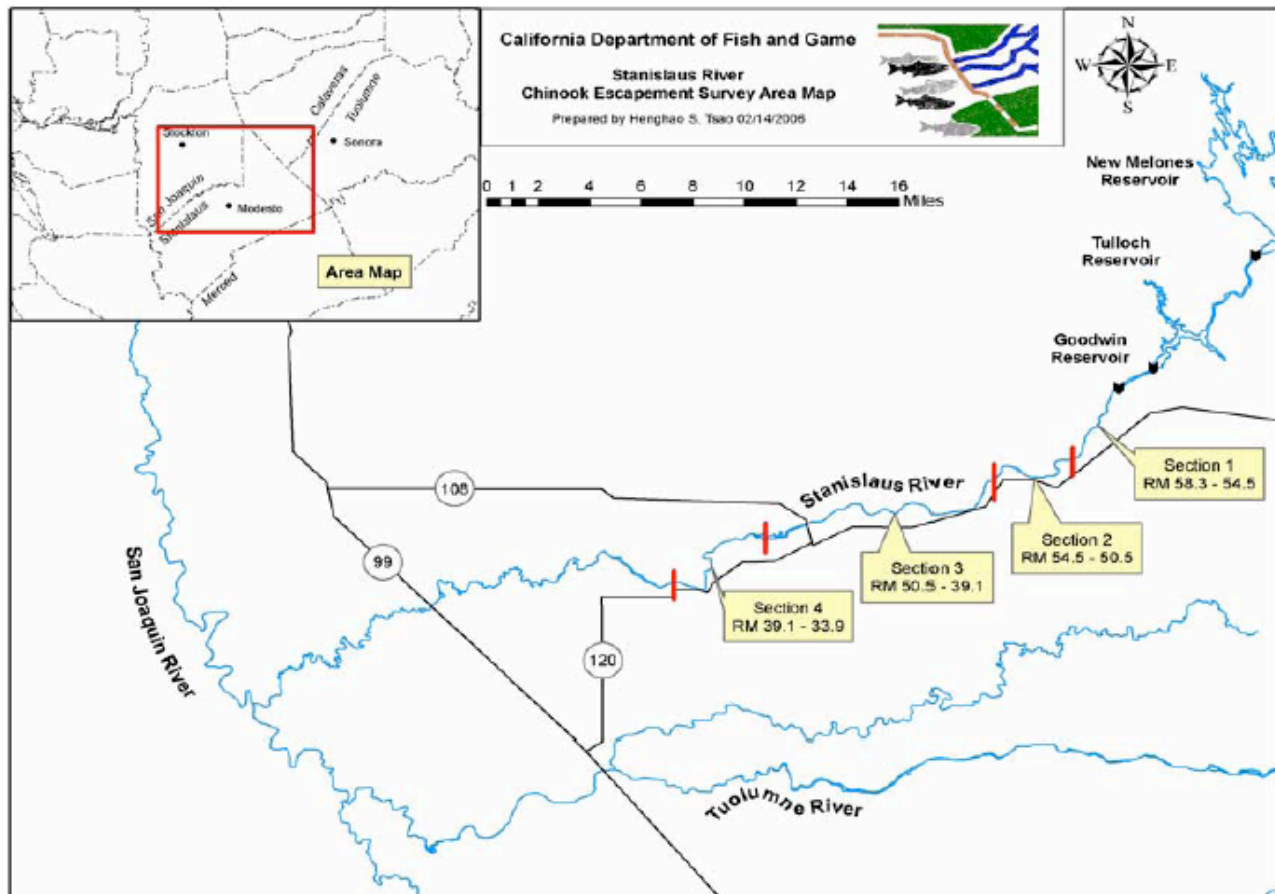 California Department of Fish and Game
Stanislaus River
Chinook Escapement Survey Area Map
Prepared by Henghao S. Tsao 02/14/2006
N
W
E
S
Calaveras
Tuolumne
Stockton
Sonora
San Joaquin
Stanislaus
Modesto
Merced
Area Map
0 1 2 4 6 8 10 12 14 16
Miles
New Melones
Reservoir
Tulloch
Reservoir
Goodwin
Reservoir
Section 1
RM 58.3 - 54.5
Stanislaus River
108
Section 2
RM 54.5 - 50.5
99
Section 3
RM 50.5 - 39.1
Section 4
RM 39.1 - 33.9
San Joaquin River
120
Tuolumne River